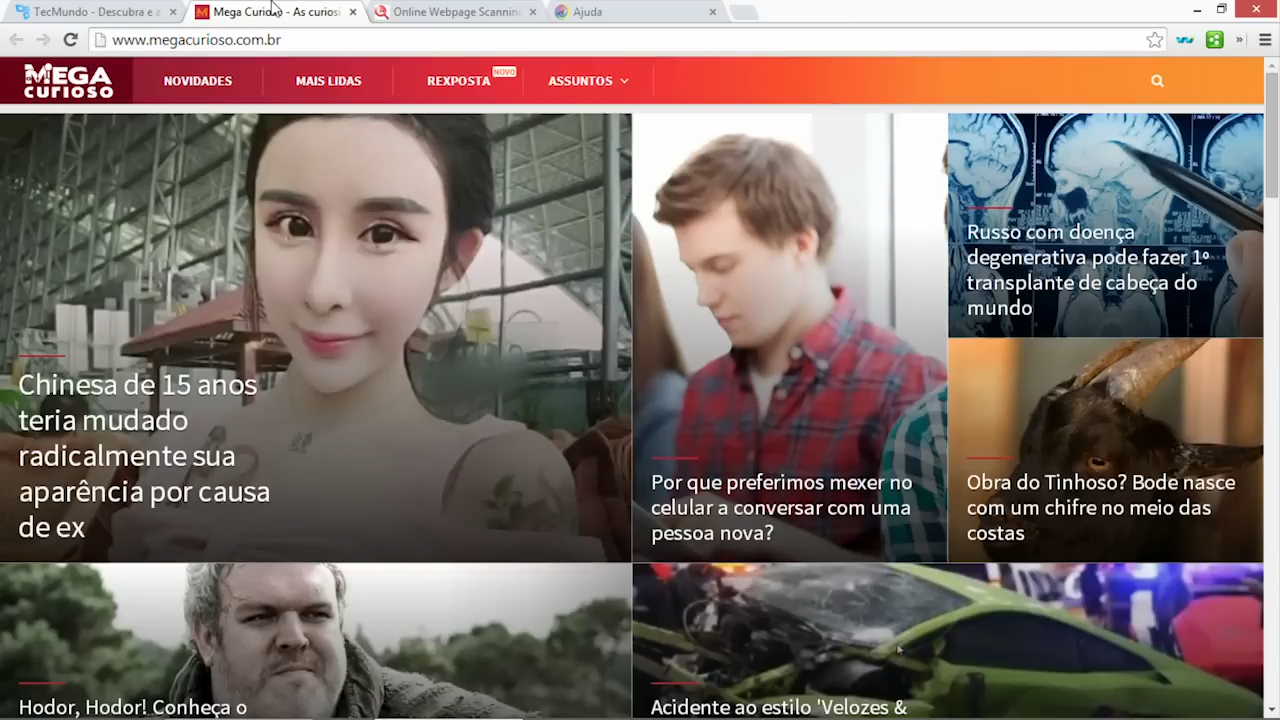 TecMundo - Descubra e a
Mega Curioso - As curiosi
Online Webpage Scannin
Ajuda
www.megacurioso.com.br
MEGA
CURIOSO
NOVIDADES
MAIS LIDAS
REXPOSTA
NOVO
ASSUNTOS
Chinesa de 15 anos
teria mudado
radicalmente sua
aparência por causa
de ex
Por que preferimos mexer no
celular a conversar com uma
pessoa nova?
Russo com doença
degenerativa pode fazer 1º
transplante de cabeça do
mundo
Obra do Tinhoso? Bode nasce
com um chifre no meio das
costas
Hodor, Hodor! Conheça o
Acidente ao estilo 'Velozes &